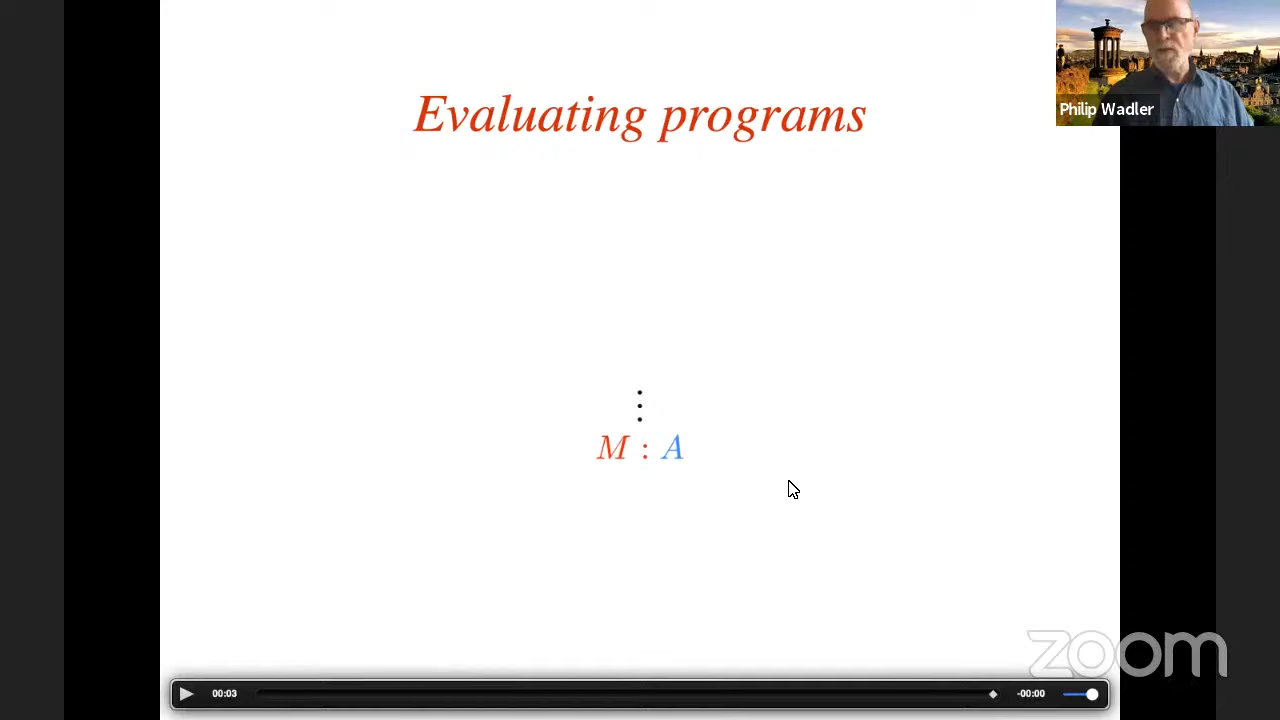 Evaluating programs
Philip Wadler
⋮
M : A
zoom
00:03
-00:00